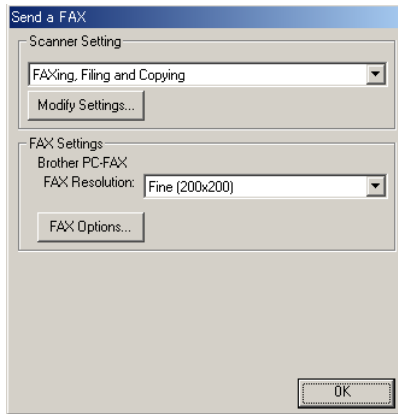 Send a FAX
Scanner Setting
FAXing, Filing and Copying
Modify Settings...
FAX Settings
Brother PC-FAX
FAX Resolution: Fine (200x200)
FAX Options...
OK